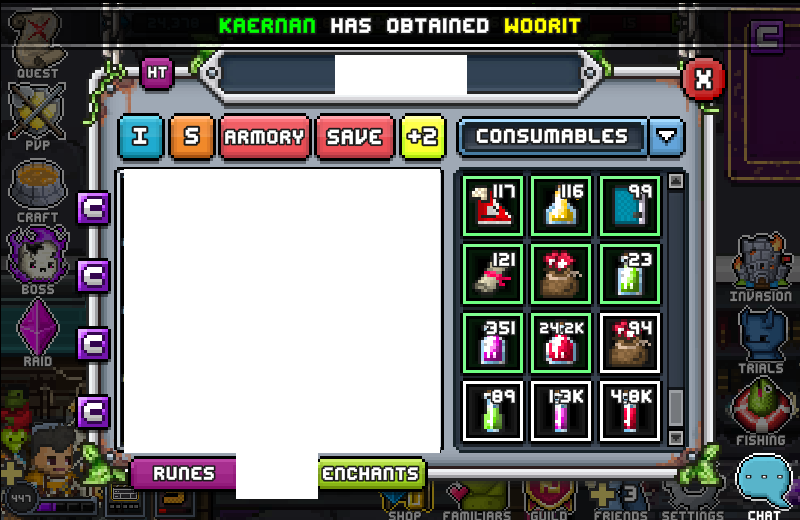 KAERNAN HAS OBTAINED WOORIT
QUEST
HT
X
PVP
I
S
ARMORY
SAVE
+2
CONSUMABLES
117
116
99
CRAFT
C
C
121
23
BOSS
C
INVASION
351
24.2K
94
RAID
C
TRIALS
89
1.3K
4.8K
C
FISHING
RUNES
ENCHANTS
447
SHOP
FAMILIARS
GUILD
3
FRIENDS
SETTINGS
CHAT